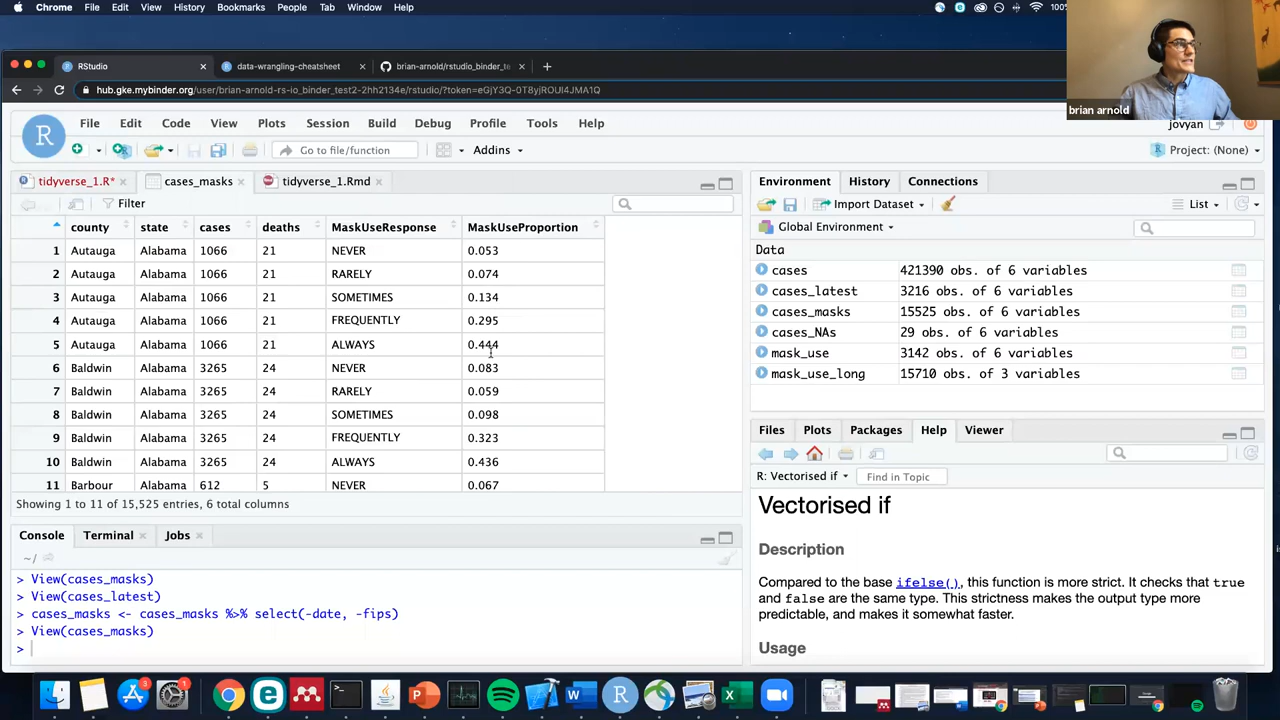 Chrome File Edit View History Bookmarks People Tab Window Help 100%
RStudio data-wrangling-cheatsheet brian-arnold/rstudio_binder_te
hub.gke.mybinder.org/user/brian-arnold-rs-io_binder_test2-2hh2134e/rstudio/?token=eGjY3Q-0T8yjROUl4JMA1Q
brian arnold
R File Edit Code View Plots Session Build Debug Profile Tools Help jovyan
Go to file/function Addins Project: (None)
tidyverse_1.R* cases_masks tidyverse_1.Rmd
Filter
county state cases deaths MaskUseResponse MaskUseProportion
1 Autauga Alabama 1066 21 NEVER 0.053
2 Autauga Alabama 1066 21 RARELY 0.074
3 Autauga Alabama 1066 21 SOMETIMES 0.134
4 Autauga Alabama 1066 21 FREQUENTLY 0.295
5 Autauga Alabama 1066 21 ALWAYS 0.444
6 Baldwin Alabama 3265 24 NEVER 0.083
7 Baldwin Alabama 3265 24 RARELY 0.059
8 Baldwin Alabama 3265 24 SOMETIMES 0.098
9 Baldwin Alabama 3265 24 FREQUENTLY 0.323
10 Baldwin Alabama 3265 24 ALWAYS 0.436
11 Barbour Alabama 612 5 NEVER 0.067
Showing 1 to 11 of 15,525 entries, 6 total columns
Console Terminal Jobs
~/
> View(cases_masks)
> View(cases_latest)
> cases_masks <- cases_masks %>% select(-date, -fips)
> View(cases_masks)
>
Environment History Connections
Import Dataset List
Global Environment
Data
cases 421390 obs. of 6 variables
cases_latest 3216 obs. of 6 variables
cases_masks 15525 obs. of 6 variables
cases_NAs 29 obs. of 6 variables
mask_use 3142 obs. of 6 variables
mask_use_long 15710 obs. of 3 variables
Files Plots Packages Help Viewer
R: Vectorised if Find in Topic
Vectorised if
Description
Compared to the base ifelse(), this function is more strict. It checks that true
and false are the same type. This strictness makes the output type more
predictable, and makes it somewhat faster.
Usage